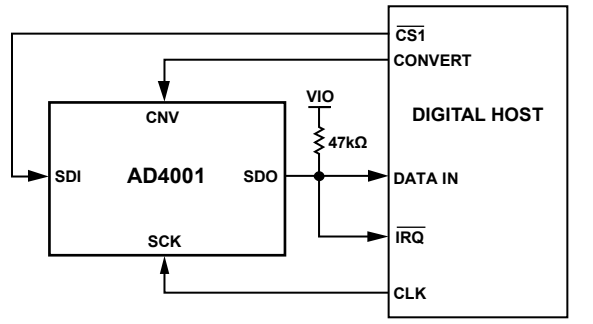 CS1
CONVERT
VIO
CNV
DIGITAL HOST
47kΩ
SDI
AD4001
SDO
DATA IN
SCK
IRQ
CLK